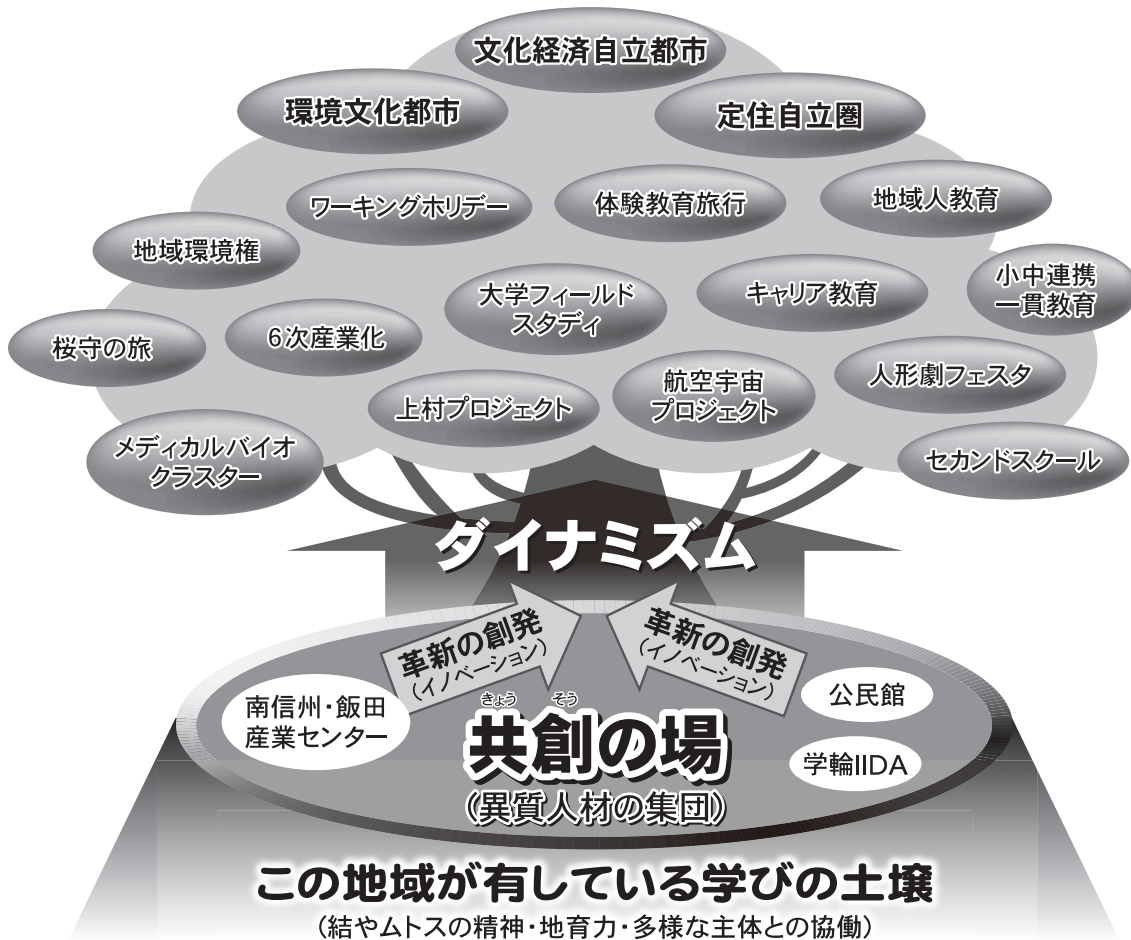 文化経済自立都市
環境文化都市
定住自立圏
ワーキングホリデー
体験教育旅行
地域人教育
地域環境権
大学フィールド
スタディ
キャリア教育
小中連携
一貫教育
桜守の旅
6次産業化
上村プロジェクト
航空宇宙
プロジェクト
人形劇フェスタ
メディカルバイオ
クラスター
セカンドスクール
ダイナミズム
革新の創発
(イノベーション)
革新の創発
(イノベーション)
南信州・飯田
産業センター
きょう そう
共創の場
(異質人材の集団)
公民館
学輪IIDA
この地域が有している学びの土壌
(結やムトスの精神・地育力・多様な主体との協働)